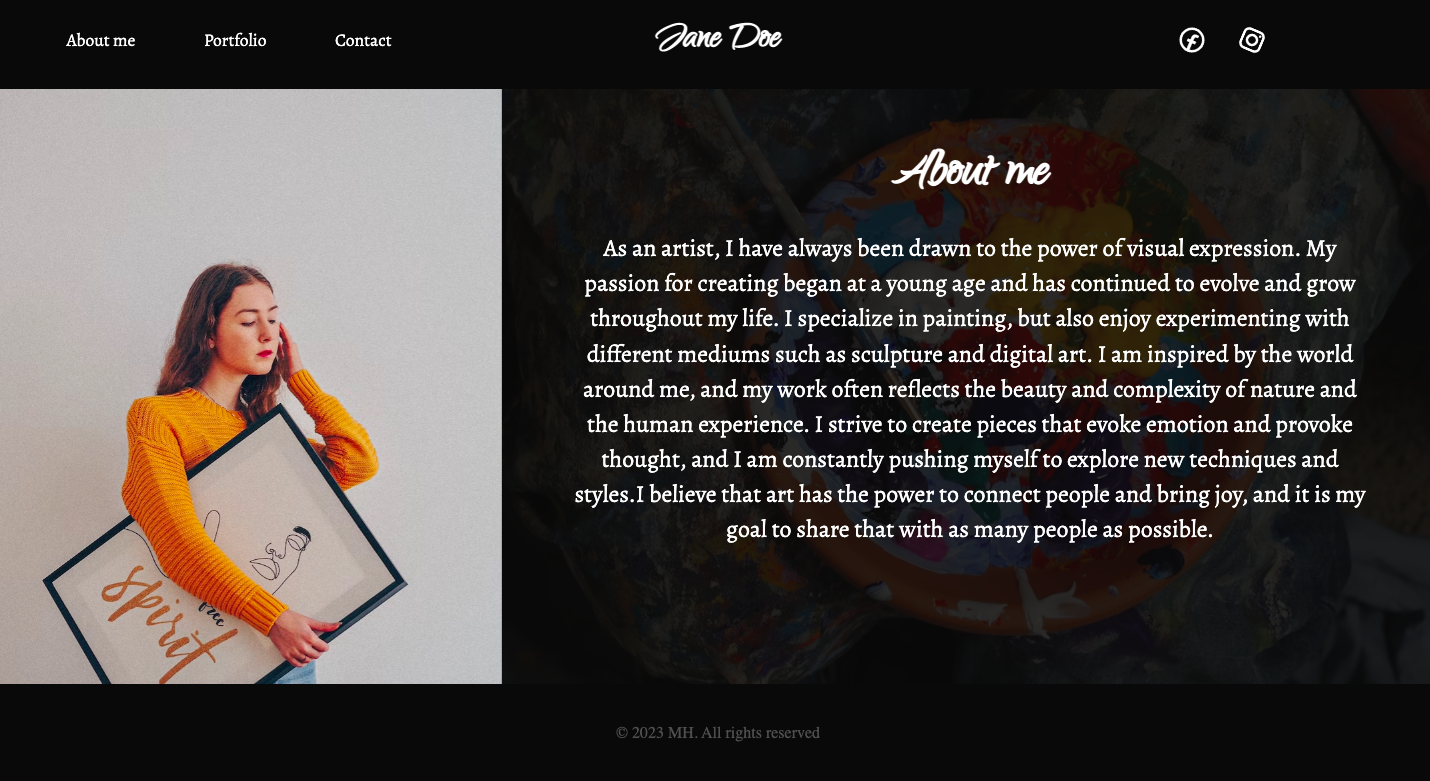 About me Portfolio Contact
Jane Doe
About me
As an artist, I have always been drawn to the power of visual expression. My
passion for creating began at a young age and has continued to evolve and grow
throughout my life. I specialize in painting, but also enjoy experimenting with
different mediums such as sculpture and digital art. I am inspired by the world
around me, and my work often reflects the beauty and complexity of nature and
the human experience. I strive to create pieces that evoke emotion and provoke
thought, and I am constantly pushing myself to explore new techniques and
styles.I believe that art has the power to connect people and bring joy, and it is my
goal to share that with as many people as possible.
free
spirit
© 2023 MH. All rights reserved